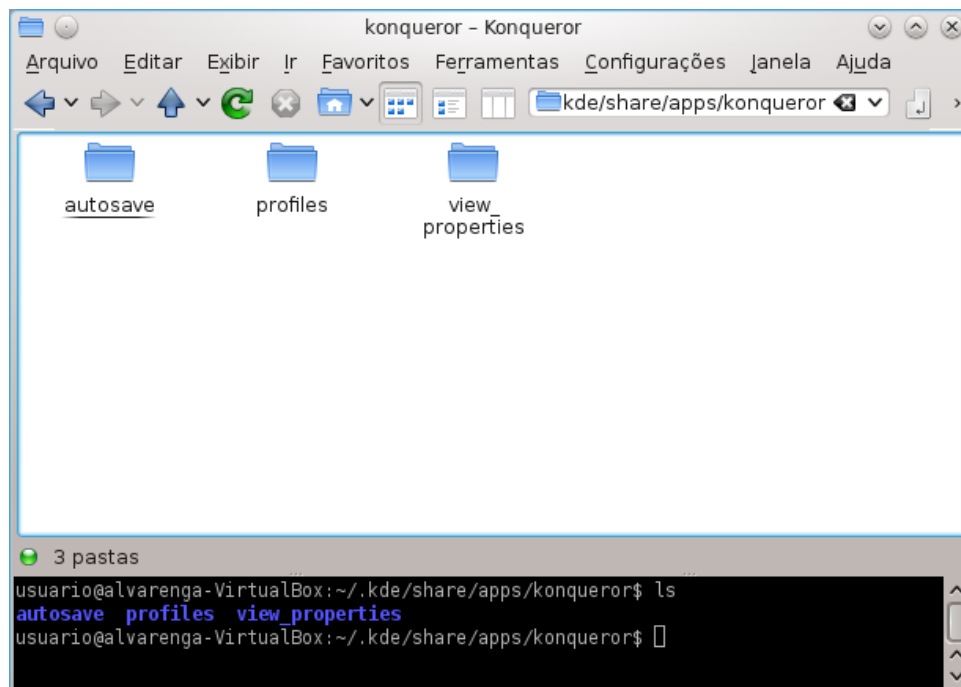 konqueror – Konqueror
Arquivo Editar Exibir Ir Favoritos Ferramentas Configurações Janela Ajuda
kde/share/apps/konqueror
autosave profiles view_
properties
3 pastas
usuario@alvarenga-VirtualBox:~/.kde/share/apps/konqueror$ ls
autosave profiles view_properties
usuario@alvarenga-VirtualBox:~/.kde/share/apps/konqueror$